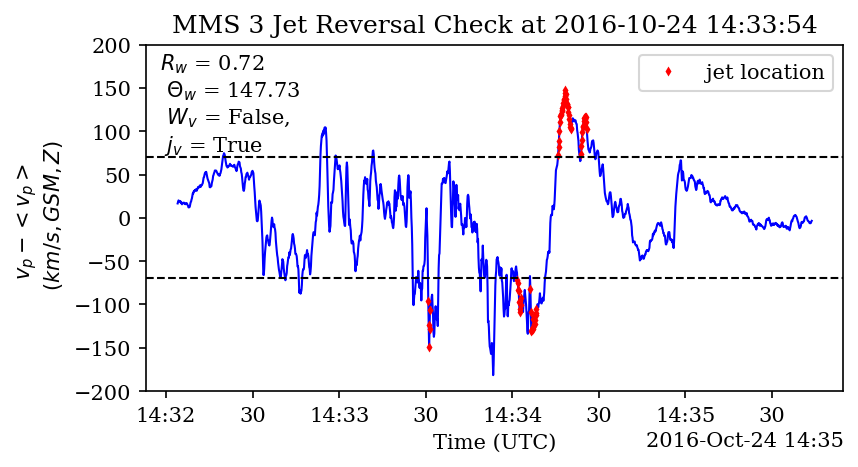 MMS 3 Jet Reversal Check at 2016-10-24 14:33:54
R_w = 0.72
Θ_w = 147.73
W_v = False,
j_v = True
jet location
v_p − < v_p >
(km/s, GSM, Z)
200
150
100
50
0
−50
−100
−150
−200
14:32 30 14:33 30 14:34 30 14:35 30
Time (UTC)
2016-Oct-24 14:35